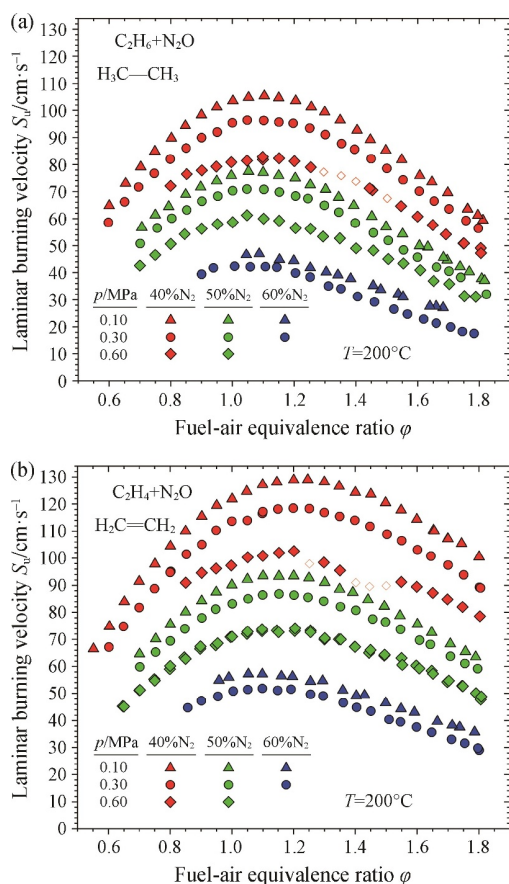 (a)
C₂H₆+N₂O
H₃C—CH₃
Laminar burning velocity Sᵤ/cm·s⁻¹
130
120
110
100
90
80
70
60
50
40
30
20
10
0
p/MPa 40%N₂ 50%N₂ 60%N₂
0.10
0.30
0.60
T=200°C
0.6 0.8 1.0 1.2 1.4 1.6 1.8
Fuel-air equivalence ratio φ
(b)
C₂H₄+N₂O
H₂C=CH₂
Laminar burning velocity Sᵤ/cm·s⁻¹
130
120
110
100
90
80
70
60
50
40
30
20
10
0
p/MPa 40%N₂ 50%N₂ 60%N₂
0.10
0.30
0.60
T=200°C
0.6 0.8 1.0 1.2 1.4 1.6 1.8
Fuel-air equivalence ratio φ